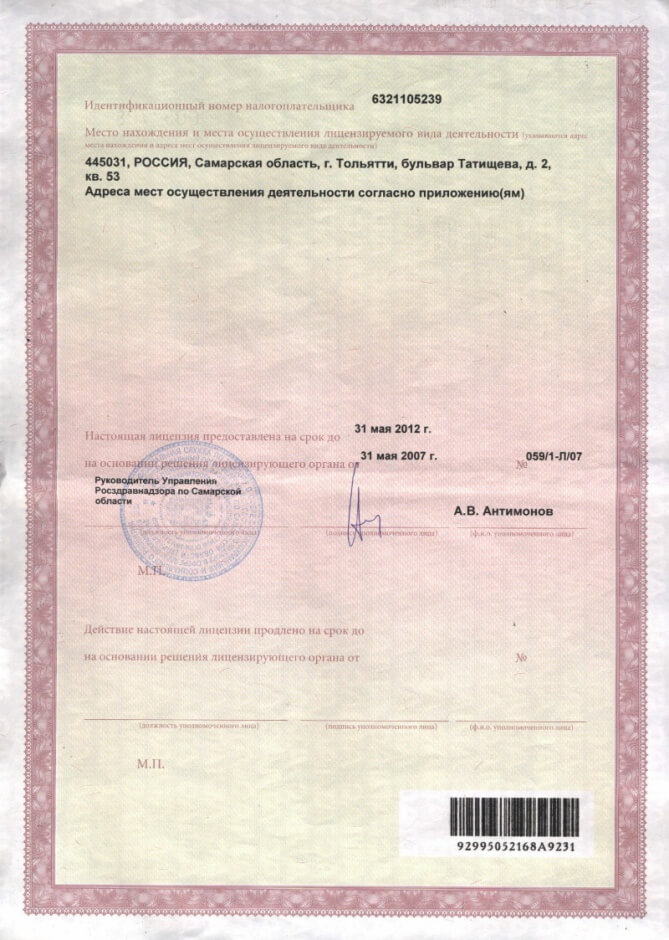 Идентификационный номер налогоплательщика 6321105239
Место нахождения и места осуществления лицензируемого вида деятельности (указываются адрес
места нахождения и адреса мест осуществления лицензируемого вида деятельности)
445031, РОССИЯ, Самарская область, г. Тольятти, бульвар Татищева, д. 2,
кв. 53
Адреса мест осуществления деятельности согласно приложению(ям)
Настоящая лицензия предоставлена на срок до 31 мая 2012 г.
на основании решения лицензирующего органа от 31 мая 2007 г. № 059/1-Л/07
Руководитель Управления
Росздравнадзора по Самарской
области
А.В. Антимонов
(должность уполномоченного лица) (подпись уполномоченного лица) (ф.и.о. уполномоченного лица)
М.П.
Действие настоящей лицензии продлено на срок до
на основании решения лицензирующего органа от №
(должность уполномоченного лица) (подпись уполномоченного лица) (ф.и.о. уполномоченного лица)
М.П.
92995052168A9231